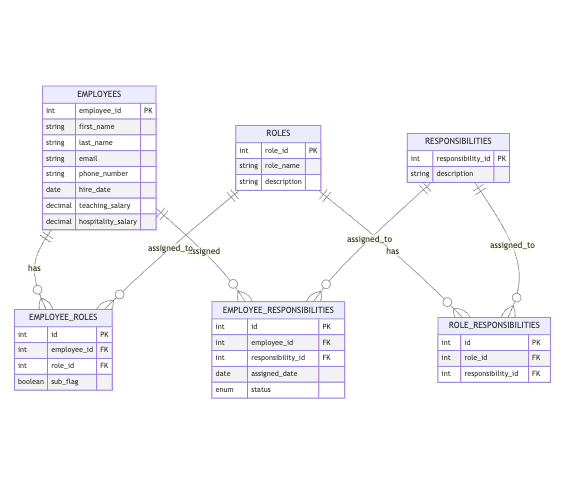 EMPLOYEES
int employee_id PK
string first_name
string last_name
string email
string phone_number
date hire_date
decimal teaching_salary
decimal hospitality_salary
ROLES
int role_id PK
string role_name
string description
RESPONSIBILITIES
int responsibility_id PK
string description
has
assigned_to
assigned
assigned_to
has
assigned_to
EMPLOYEE_ROLES
int id PK
int employee_id FK
int role_id FK
boolean sub_flag
EMPLOYEE_RESPONSIBILITIES
int id PK
int employee_id FK
int responsibility_id FK
date assigned_date
enum status
ROLE_RESPONSIBILITIES
int id PK
int role_id FK
int responsibility_id FK